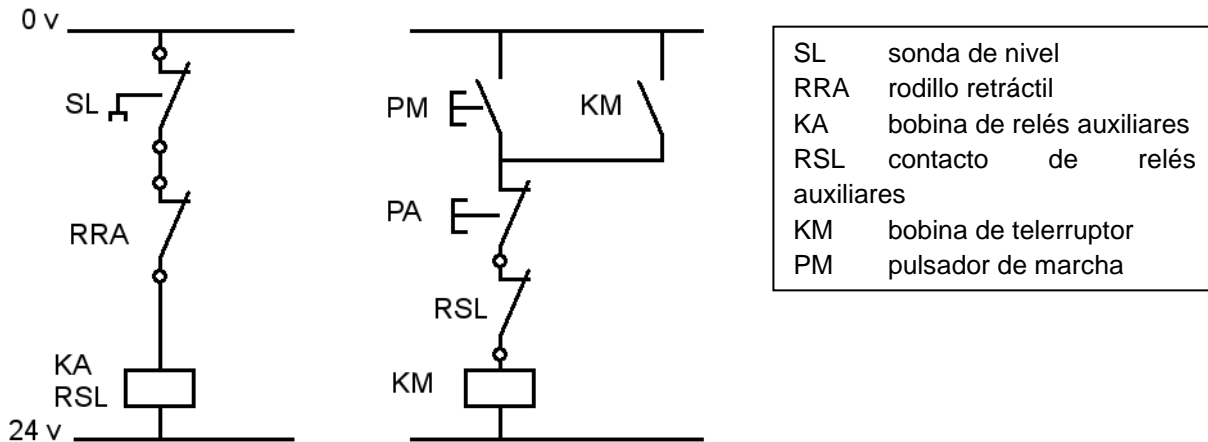 0 v
SL
RRA
KA
RSL
24 v
PM
KM
PA
RSL
KM
SL sonda de nivel
RRA rodillo retráctil
KA bobina de relés auxiliares
RSL contacto de relés
auxiliares
KM bobina de telerruptor
PM pulsador de marcha